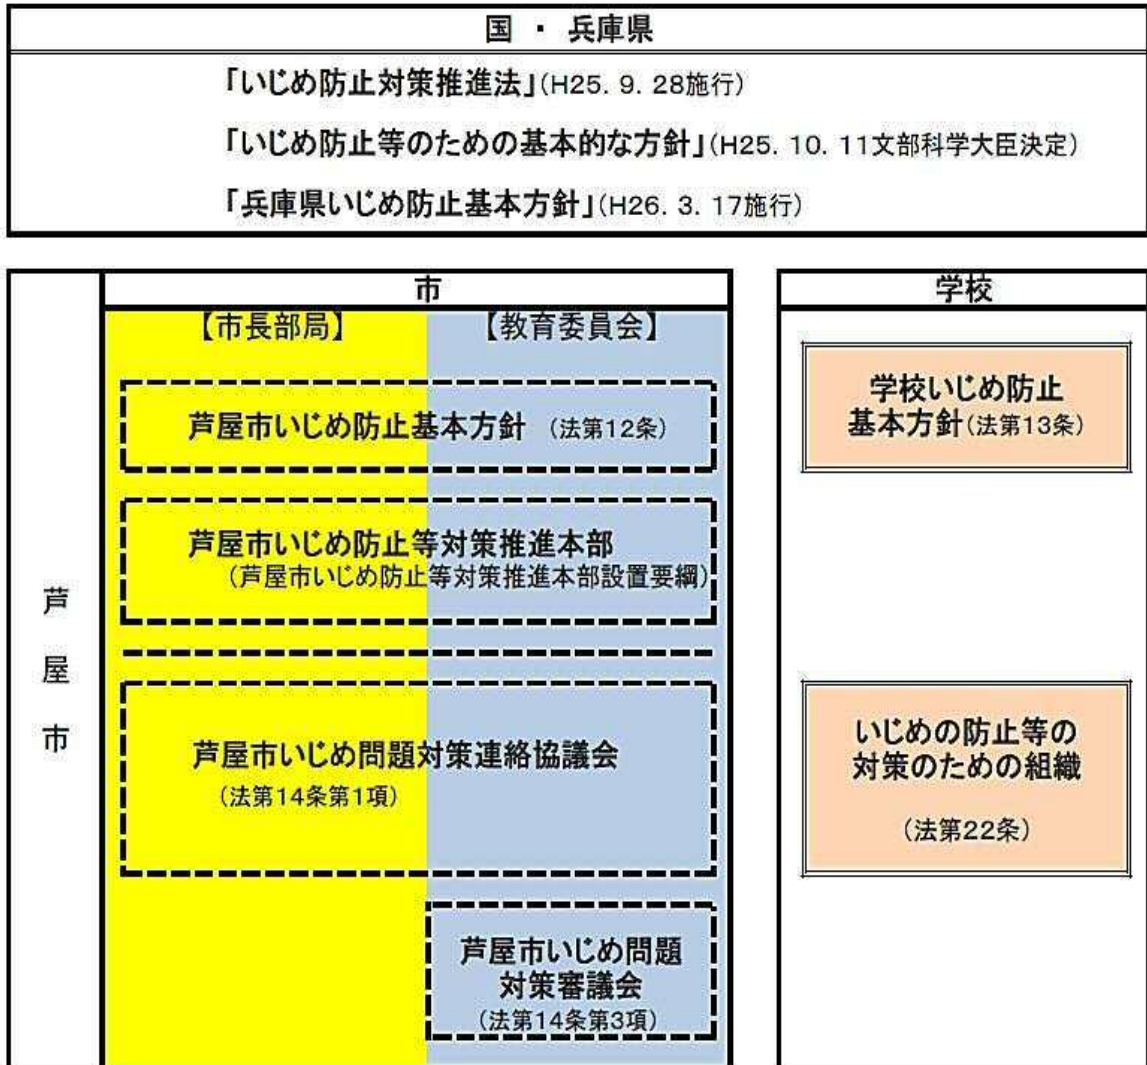 国 ・ 兵庫県
「いじめ防止対策推進法」(H25. 9. 28施行)
「いじめ防止等のための基本的な方針」(H25. 10. 11文部科学大臣決定)
「兵庫県いじめ防止基本方針」(H26. 3. 17施行)
芦屋市
市
【市長部局】
【教育委員会】
芦屋市いじめ防止基本方針 (法第12条)
芦屋市いじめ防止等対策推進本部
(芦屋市いじめ防止等対策推進本部設置要綱)
芦屋市いじめ問題対策連絡協議会
(法第14条第1項)
芦屋市いじめ問題
対策審議会
(法第14条第3項)
学校
学校いじめ防止
基本方針(法第13条)
いじめの防止等の
対策のための組織
(法第22条)